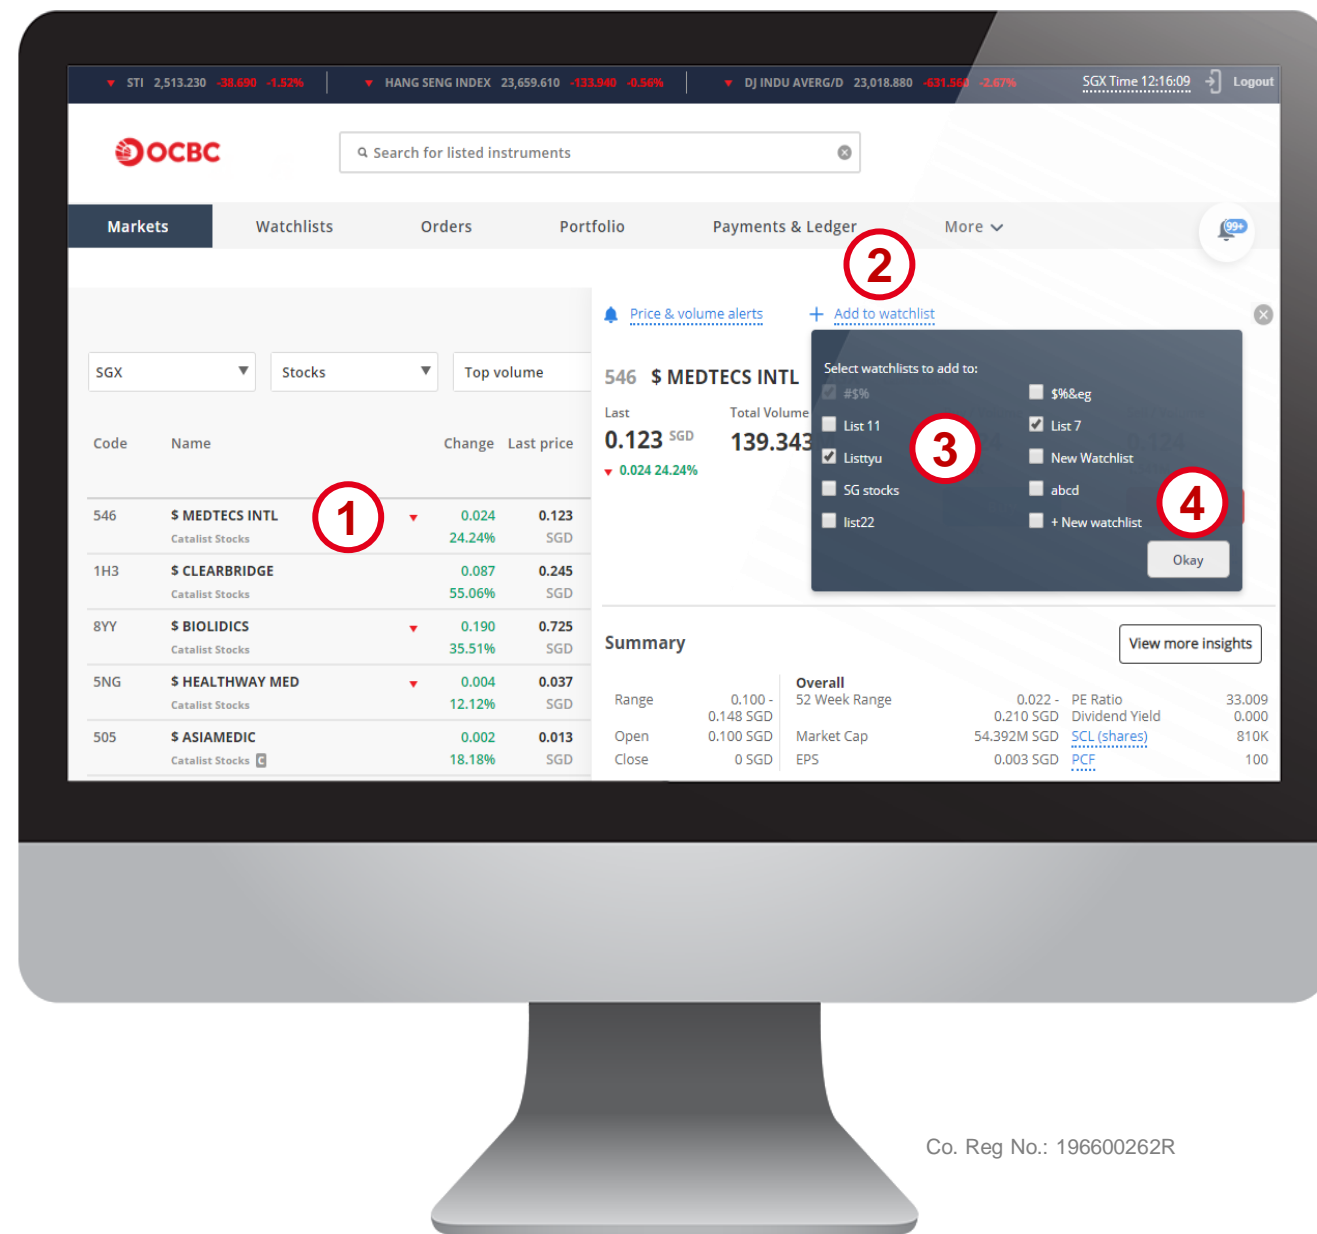 STI 2,513.230 -38.690 -1.52% HANG SENG INDEX 23,659.610 -133.940 -0.56% DJ INDU AVERG/D 23,018.880 -631.560 -2.67% SGX Time 12:16:09 Logout
OCBC Search for listed instruments
Markets Watchlists Orders Portfolio Payments & Ledger More 99+
2
Price & volume alerts + Add to watchlist
SGX Stocks Top volume
546 $ MEDTECS INTL
Last Total Volume
0.123 SGD 139.343
0.024 24.24%
Select watchlists to add to:
#$% $%&eg
List 11 List 7
3
Listtyu New Watchlist
SG stocks abcd
4
list22 + New watchlist
Okay
Code Name Change Last price
546 $ MEDTECS INTL 1 0.024 0.123
Catalist Stocks 24.24% SGD
1H3 $ CLEARBRIDGE 0.087 0.245
Catalist Stocks 55.06% SGD
8YY $ BIOLIDICS 0.190 0.725
Catalist Stocks 35.51% SGD
5NG $ HEALTHWAY MED 0.004 0.037
Catalist Stocks 12.12% SGD
505 $ ASIAMEDIC 0.002 0.013
Catalist Stocks C 18.18% SGD
Summary View more insights
Overall
Range 0.100 - 52 Week Range 0.022 - PE Ratio 33.009
0.148 SGD 0.210 SGD Dividend Yield 0.000
Open 0.100 SGD Market Cap 54.392M SGD SCL (shares) 810K
Close 0 SGD EPS 0.003 SGD PCF 100
Co. Reg No.: 196600262R